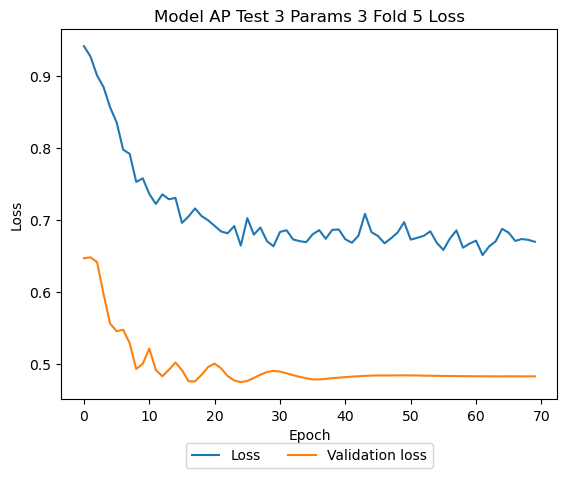 Model AP Test 3 Params 3 Fold 5 Loss
Loss
0.9
0.8
0.7
0.6
0.5
0 10 20 30 40 50 60 70
Epoch
Loss Validation loss